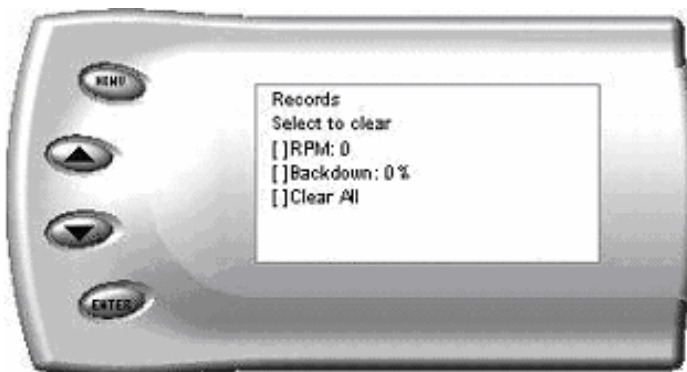 MENU
Records
Select to clear
[ ]RPM: 0
[ ]Backdown: 0 %
[ ]Clear All
ENTER